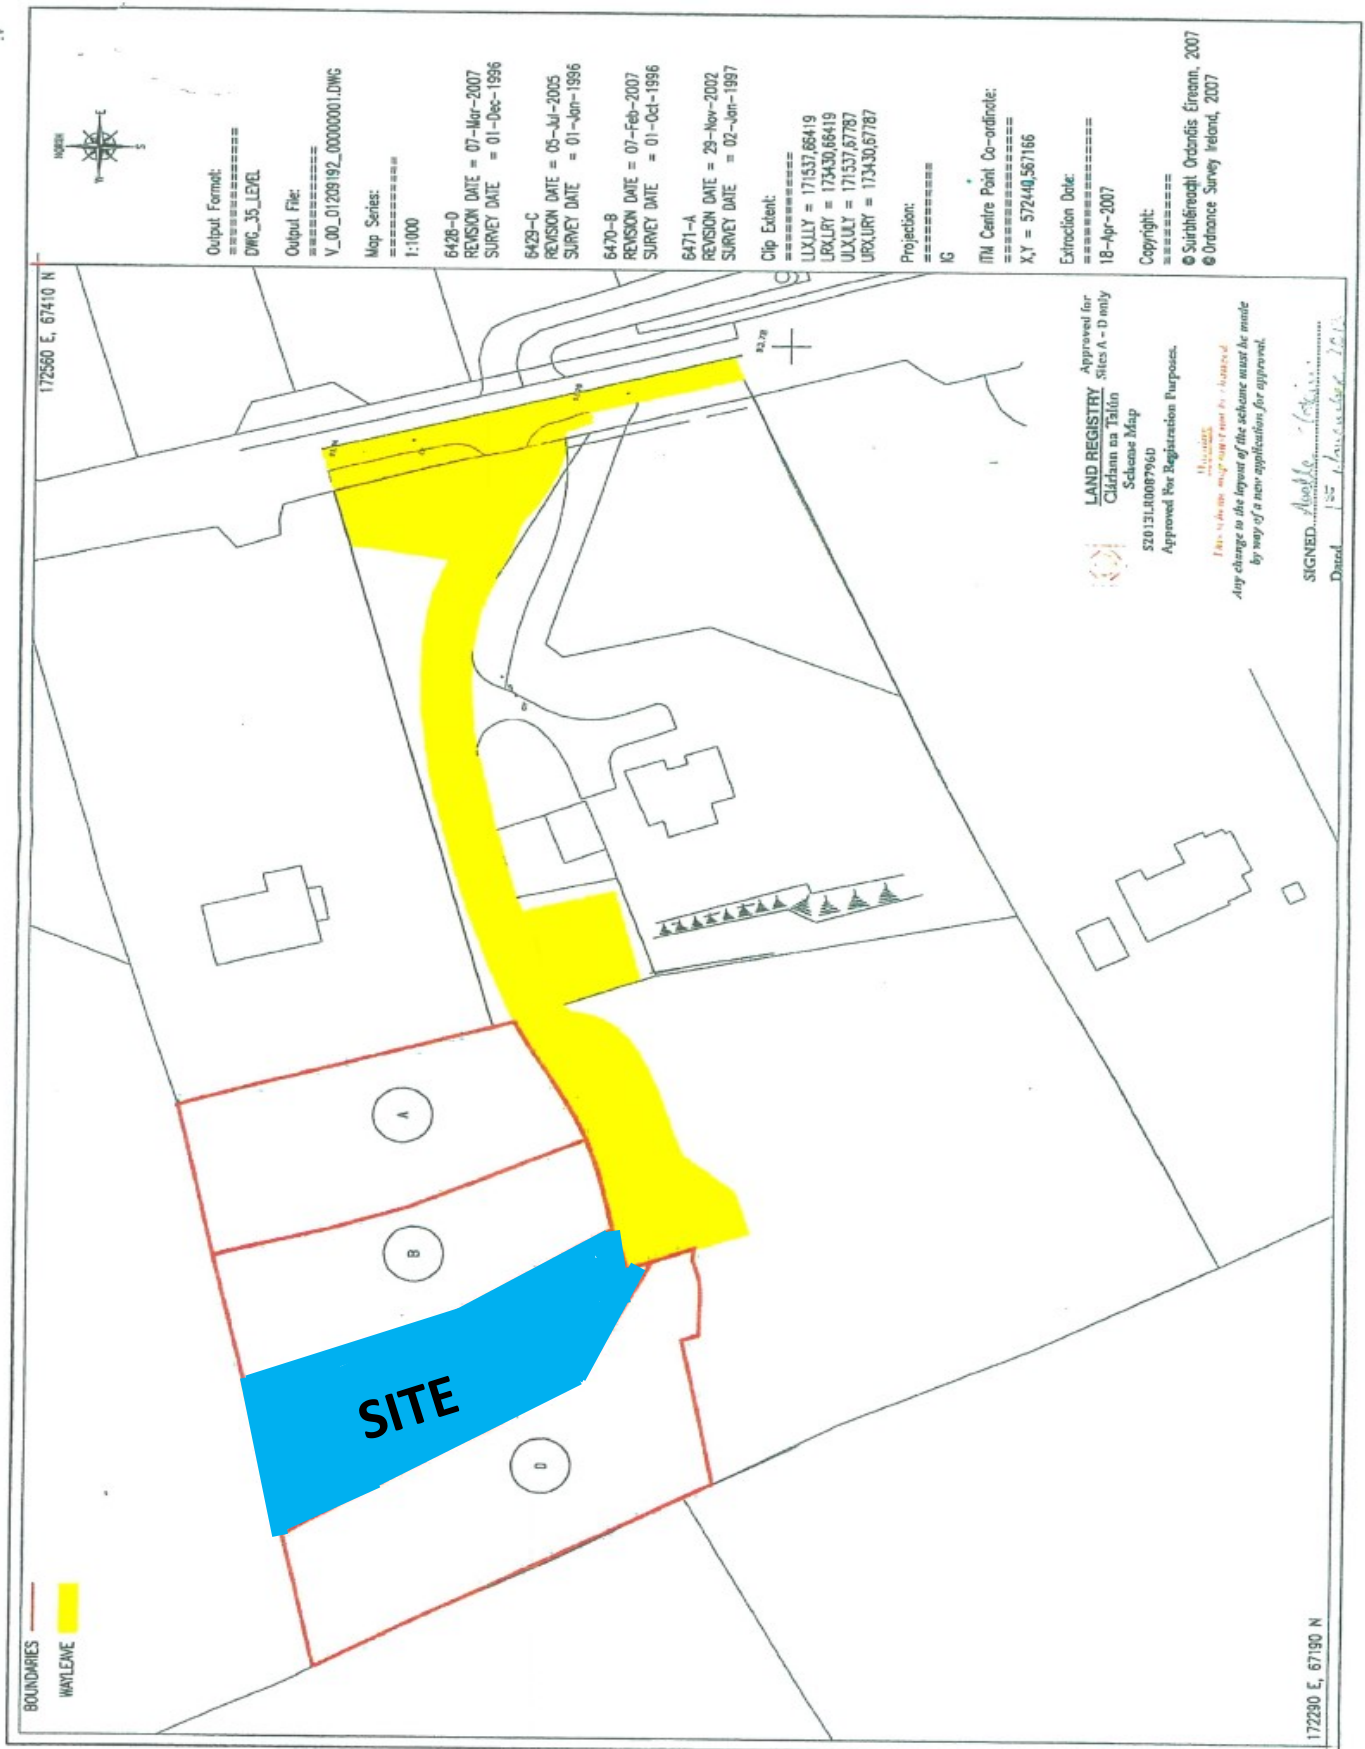 BOUNDARIES
WAYLEAVE
172560 E, 67410 N
172290 E, 67190 N
NORTH
E
S
Output Format:
===============
DWG_35_LEVEL
Output File:
============
V_00_01209192_0000001.DWG
Map Series:
===========
1:1000
6428-D
REVISION DATE = 07-Mar-2007
SURVEY DATE = 01-Dec-1996
6429-C
REVISION DATE = 05-Jul-2005
SURVEY DATE = 01-Jan-1996
6470-B
REVISION DATE = 07-Feb-2007
SURVEY DATE = 01-Oct-1996
6471-A
REVISION DATE = 29-Nov-2002
SURVEY DATE = 02-Jan-1997
Clip Extent:
============
LLX,LLY = 171537,66419
LRX,LRY = 173430,66419
ULX,ULY = 171537,67787
URX,URY = 173430,67787
Projection:
===========
IG
ITM Centre Point Co-ordinate:
=================
X,Y = 572440,567166
Extraction Date:
================
18-Apr-2007
Copyright:
==========
© Suirbhéireacht Ordonáis Éireann, 2007
© Ordnance Survey Ireland, 2007
A
B
SITE
D
LAND REGISTRY
Clárlann na Talún
Scheme Map
Approved for
Sites A - D only
S2013LR008796D
Approved For Registration Purposes.
Any change to the layout of the scheme must be made
by way of a new application for approval.
SIGNED
Dated 1st